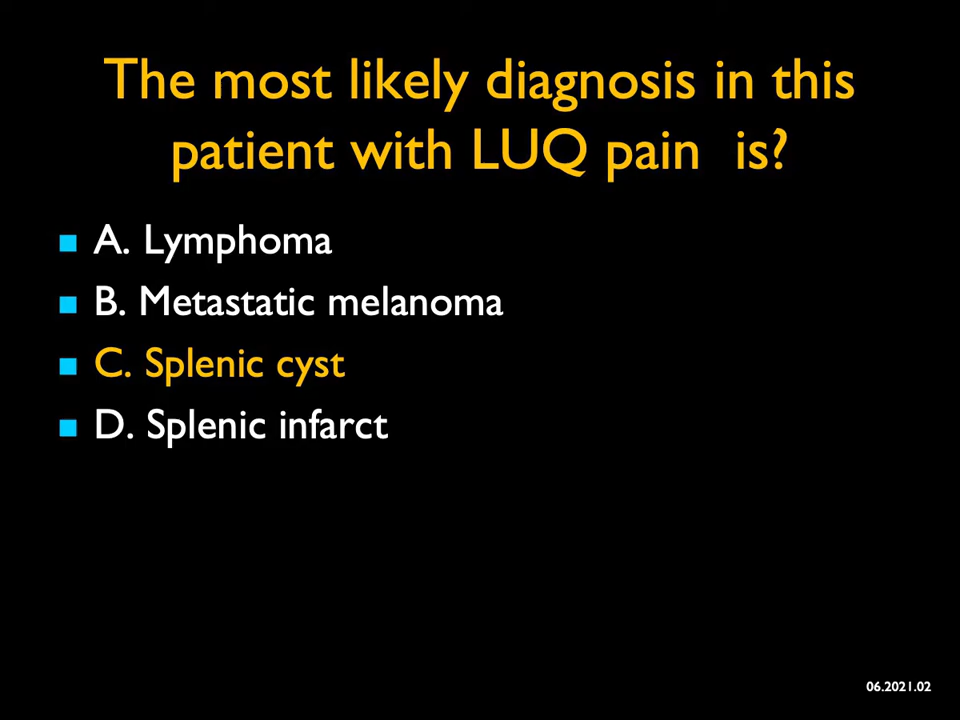 The most likely diagnosis in this
patient with LUQ pain  is?
A. Lymphoma
B. Metastatic melanoma
C. Splenic cyst
D. Splenic infarct
06.2021.02